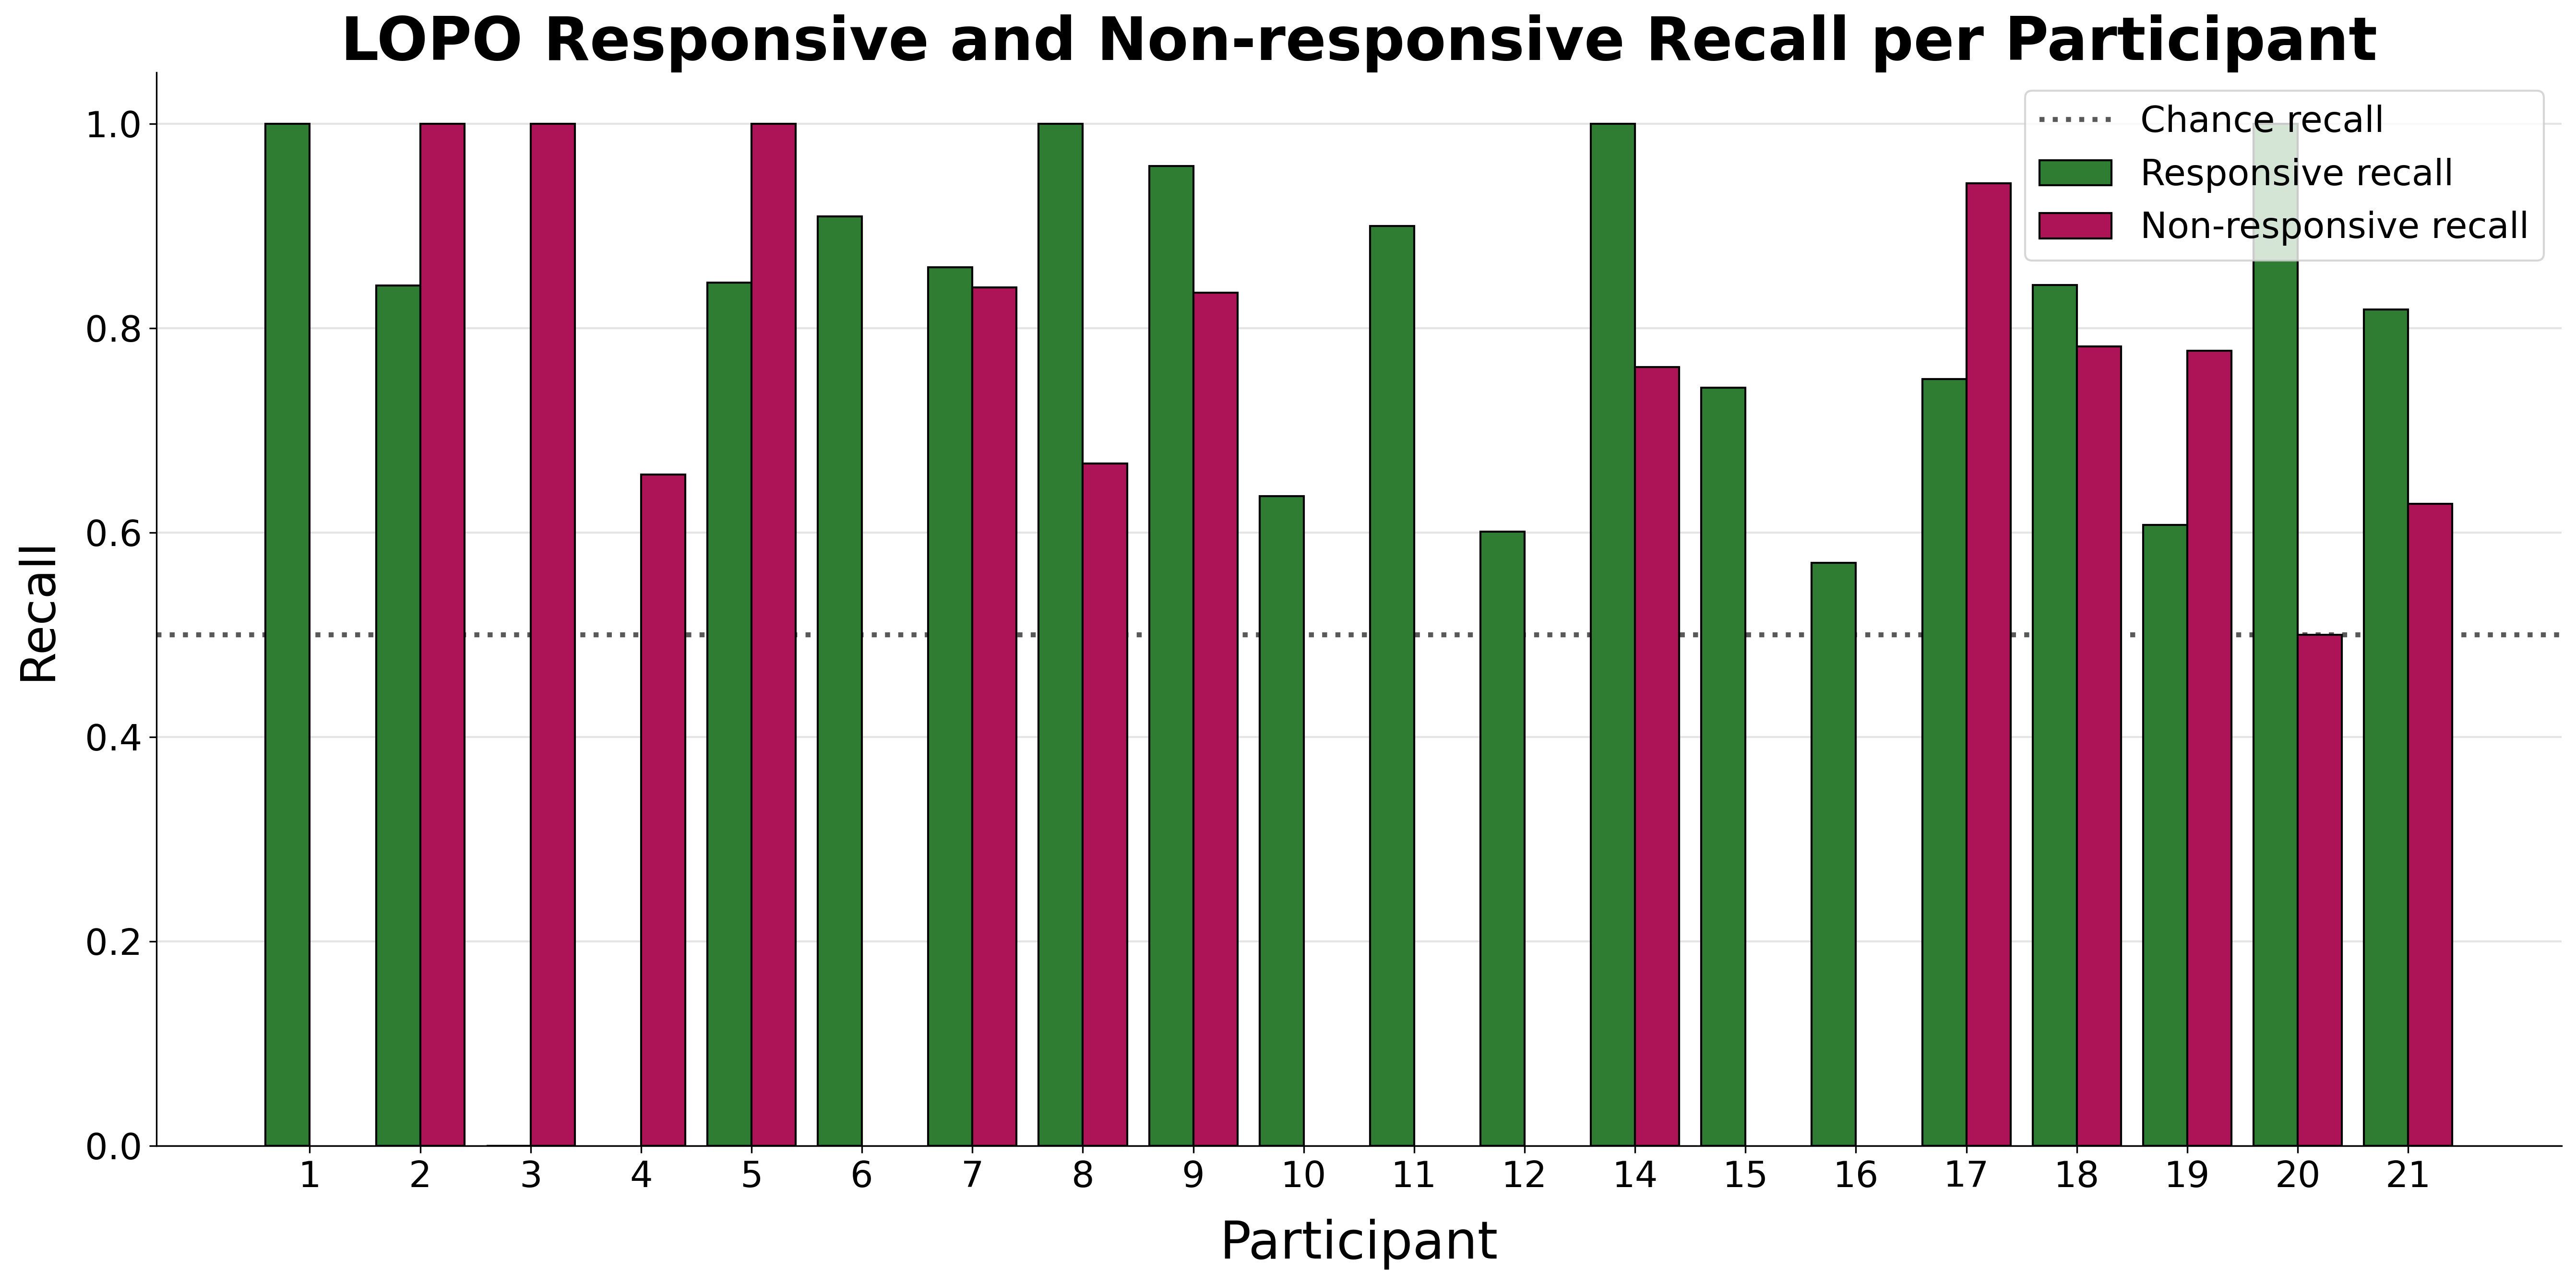 LOPO Responsive and Non-responsive Recall per Participant
Chance recall
Responsive recall
Non-responsive recall
1.0
0.8
0.6
0.4
0.2
0.0
Recall
1 2 3 4 5 6 7 8 9 10 11 12 14 15 16 17 18 19 20 21
Participant